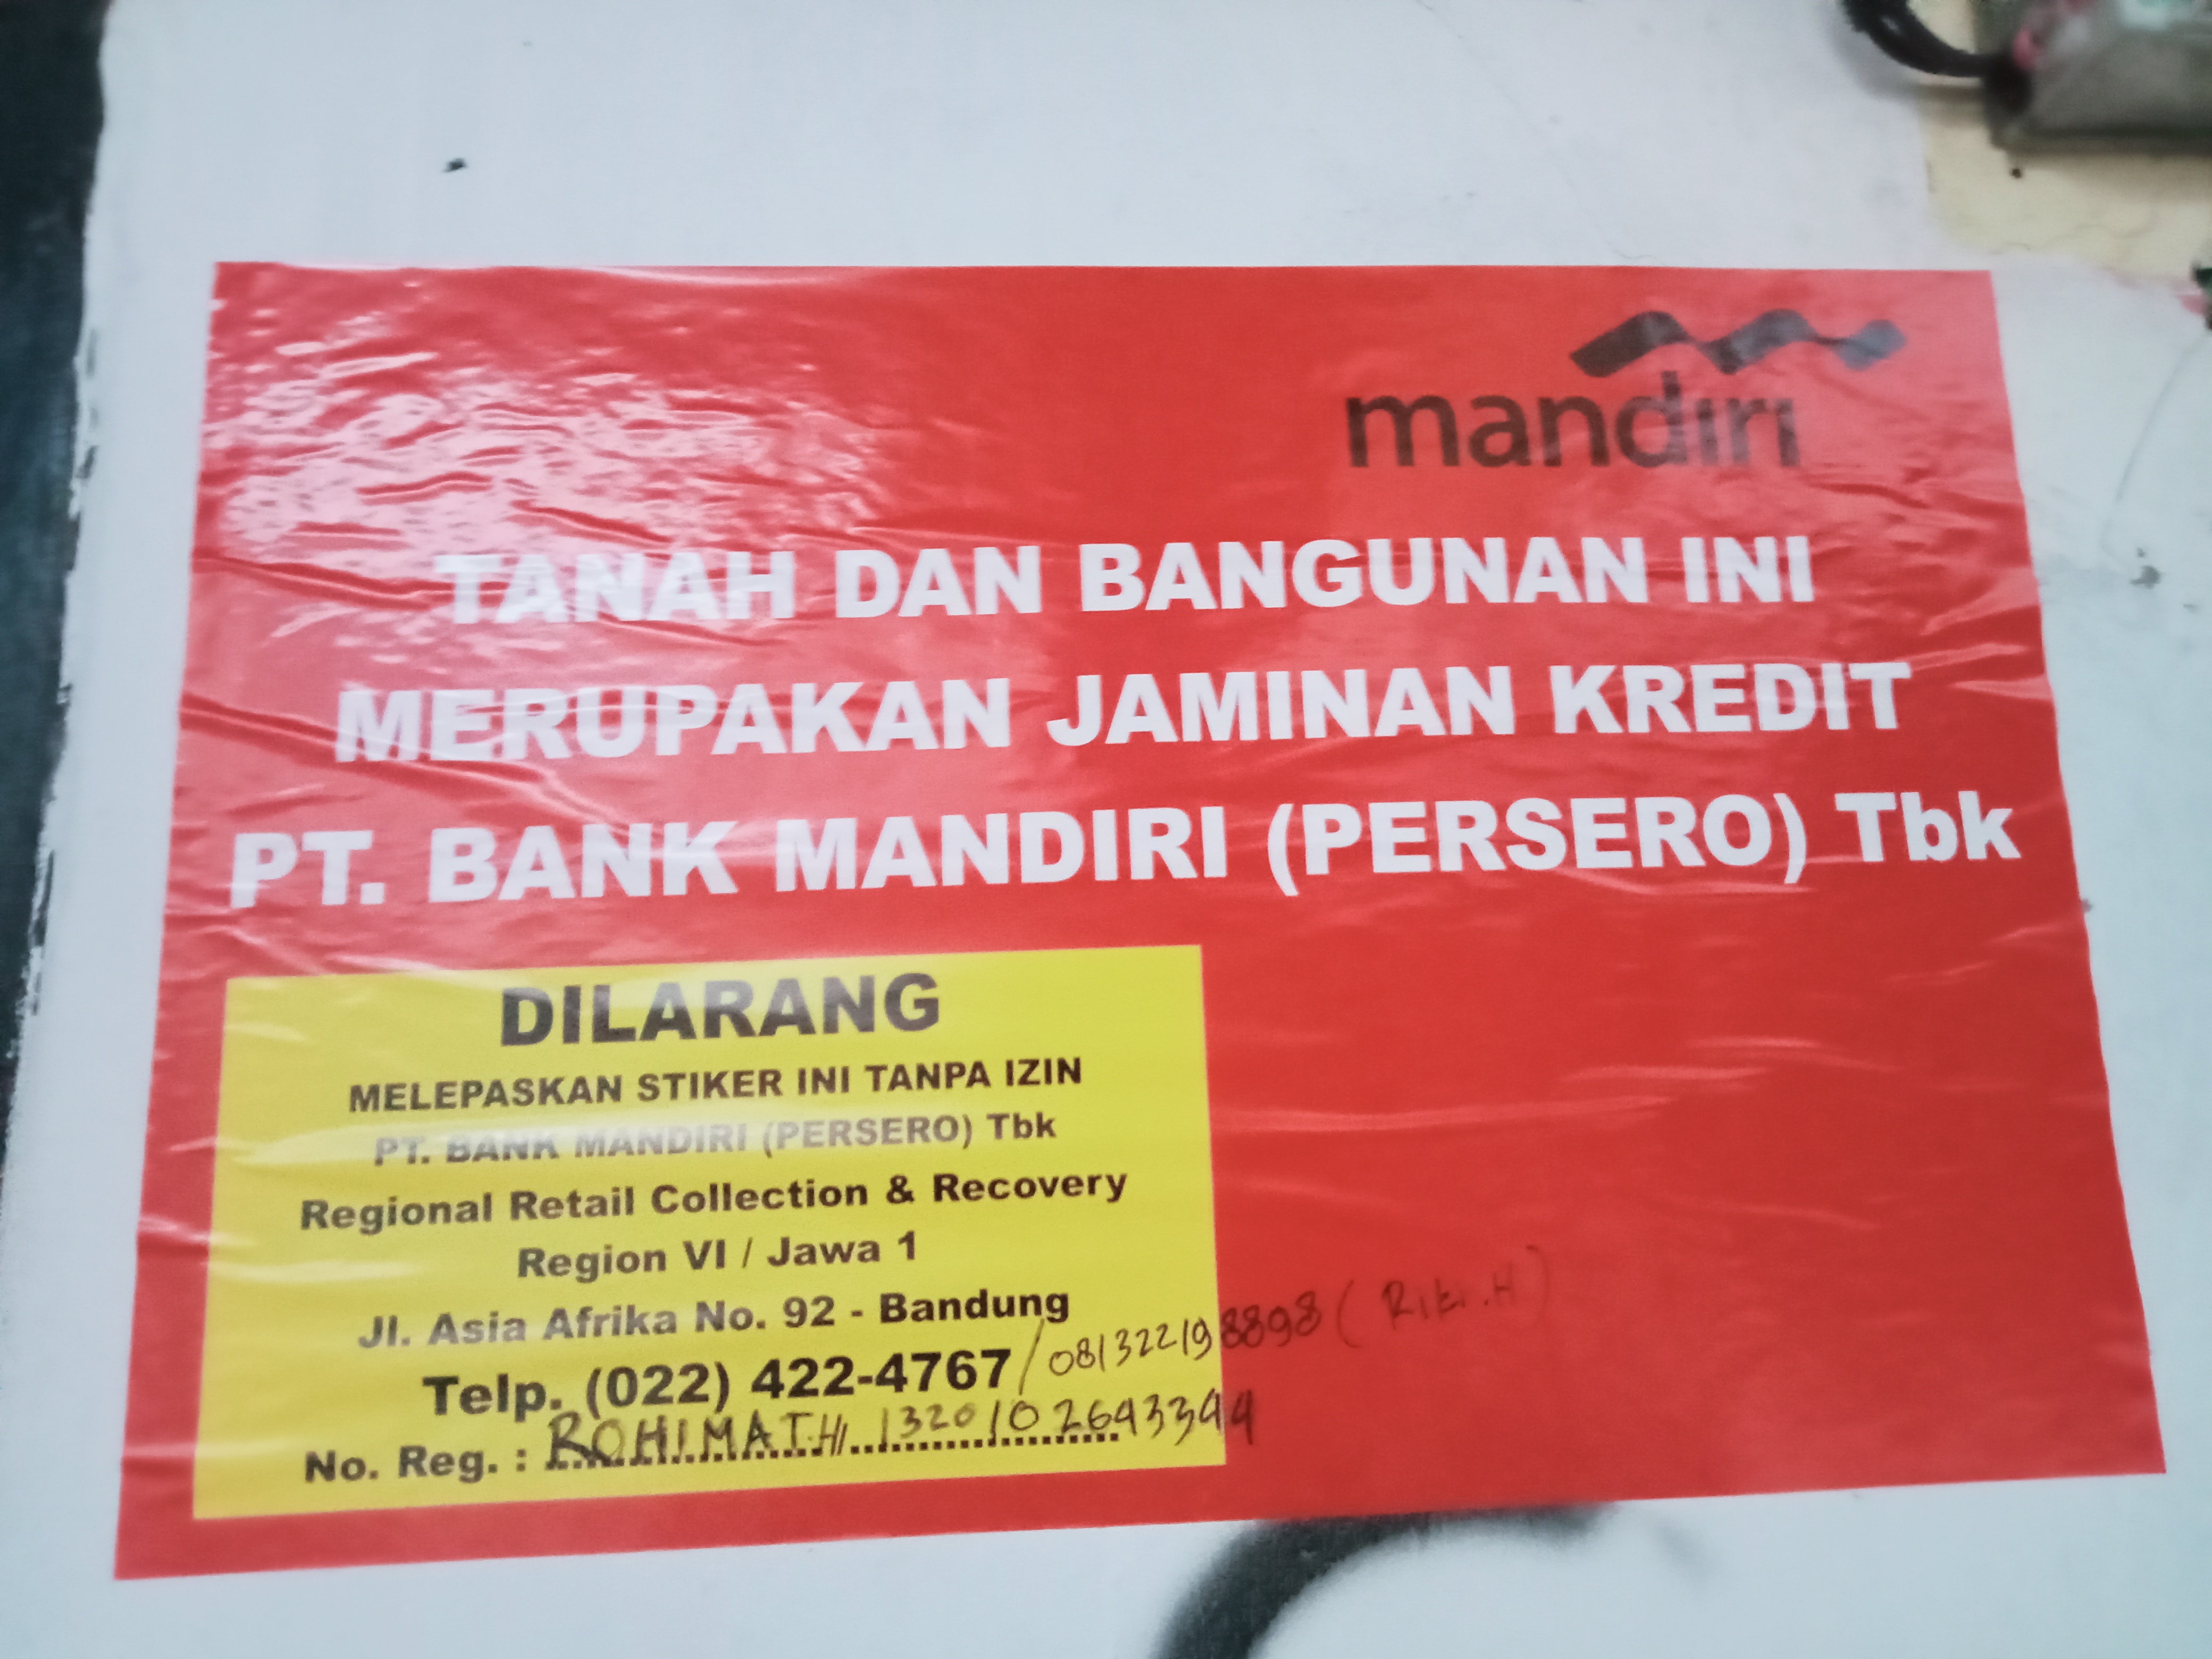 mandiri
TANAH DAN BANGUNAN INI
MERUPAKAN JAMINAN KREDIT
PT. BANK MANDIRI (PERSERO) Tbk
DILARANG
MELEPASKAN STIKER INI TANPA IZIN
PT. BANK MANDIRI (PERSERO) Tbk
Regional Retail Collection & Recovery
Region VI / Jawa 1
Jl. Asia Afrika No. 92 - Bandung
Telp. (022) 422-4767 / 081322198898 (Riki.H)
No. Reg. : ROHIMATH 1320102643344